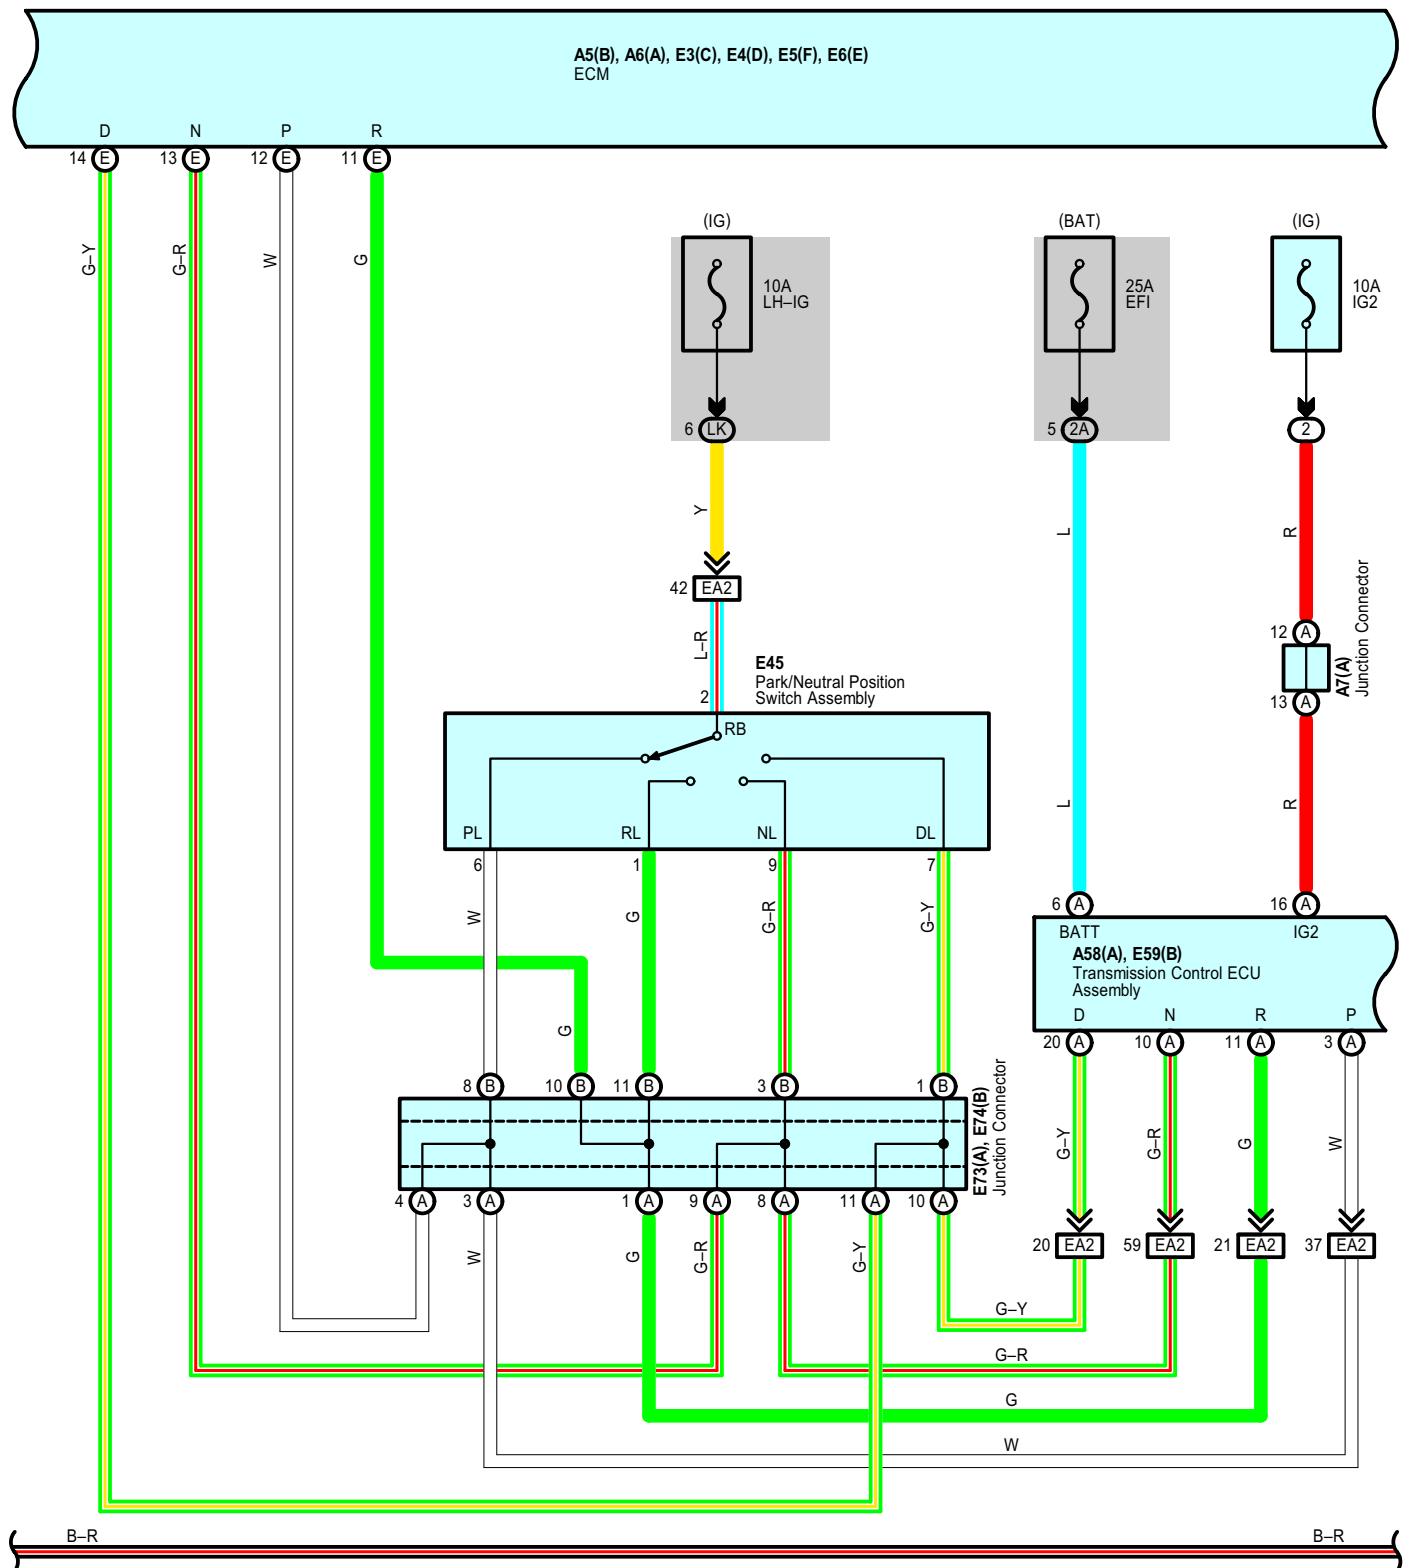 A5(B), A6(A), E3(C), E4(D), E5(F), E6(E)
ECM
D N P R
14 E 13 E 12 E 11 E
G–Y G–R W G
(IG) (BAT) (IG)
10A
LH–IG
25A
EFI
10A
IG2
6 LK 5 2A 2
Y L R
42 EA2
L–R
12 A
A7(A)
Junction Connector
13 A
E45
Park/Neutral Position
Switch Assembly
2
RB
L R
PL RL NL DL
6 1 9 7
W G G–R G–Y
6 A 16 A
BATT IG2
A58(A), E59(B)
Transmission Control ECU
Assembly
D N R P
20 A 10 A 11 A 3 A
G
8 B 10 B 11 B 3 B 1 B
E73(A), E74(B)
Junction Connector
G–Y G–R G W
4 A 3 A 1 A 9 A 8 A 11 A 10 A
W G G–R G–Y
20 EA2 59 EA2 21 EA2 37 EA2
G–Y
G–R
G
W
B–R B–R